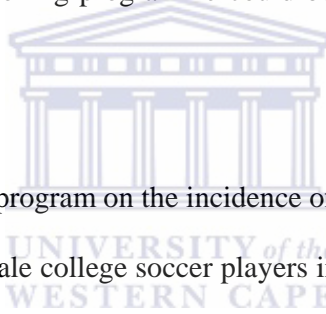 program on the incidence o
UNIVERSITY of the
ale college soccer players i
WESTERN CAPE